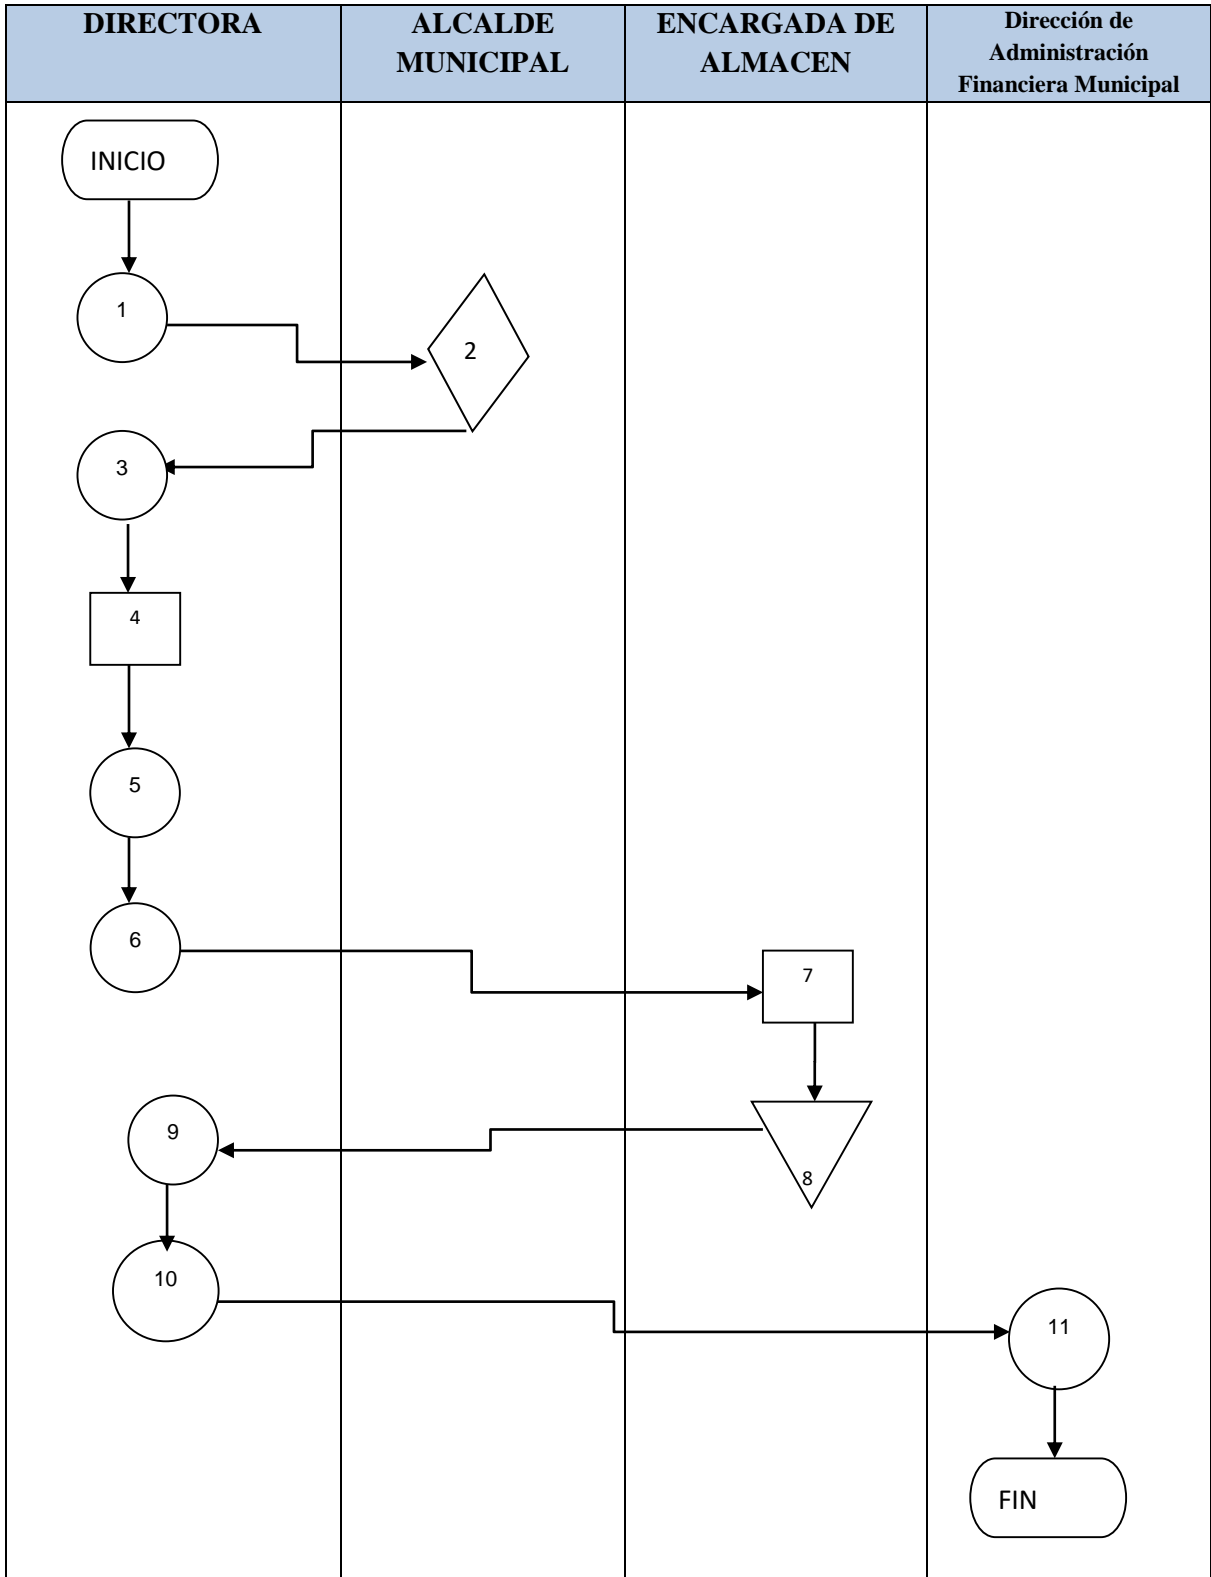 DIRECTORA
ALCALDE
MUNICIPAL
ENCARGADA DE
ALMACEN
Dirección de
Administración
Financiera Municipal
INICIO
1
2
3
4
5
6
7
8
9
10
11
FIN